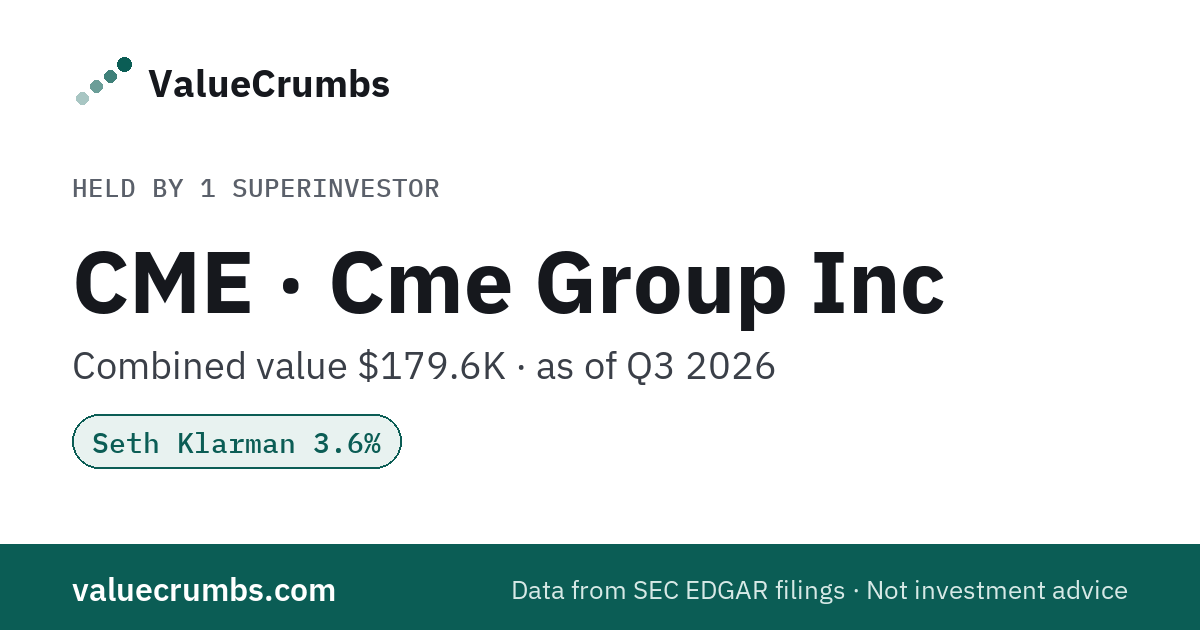 ValueCrumbs
HELD BY 1 SUPERINVESTOR
CME · Cme Group Inc
Combined value $179.6K · as of Q3 2026
Seth Klarman 3.6%
valuecrumbs.com
Data from SEC EDGAR filings · Not investment advice